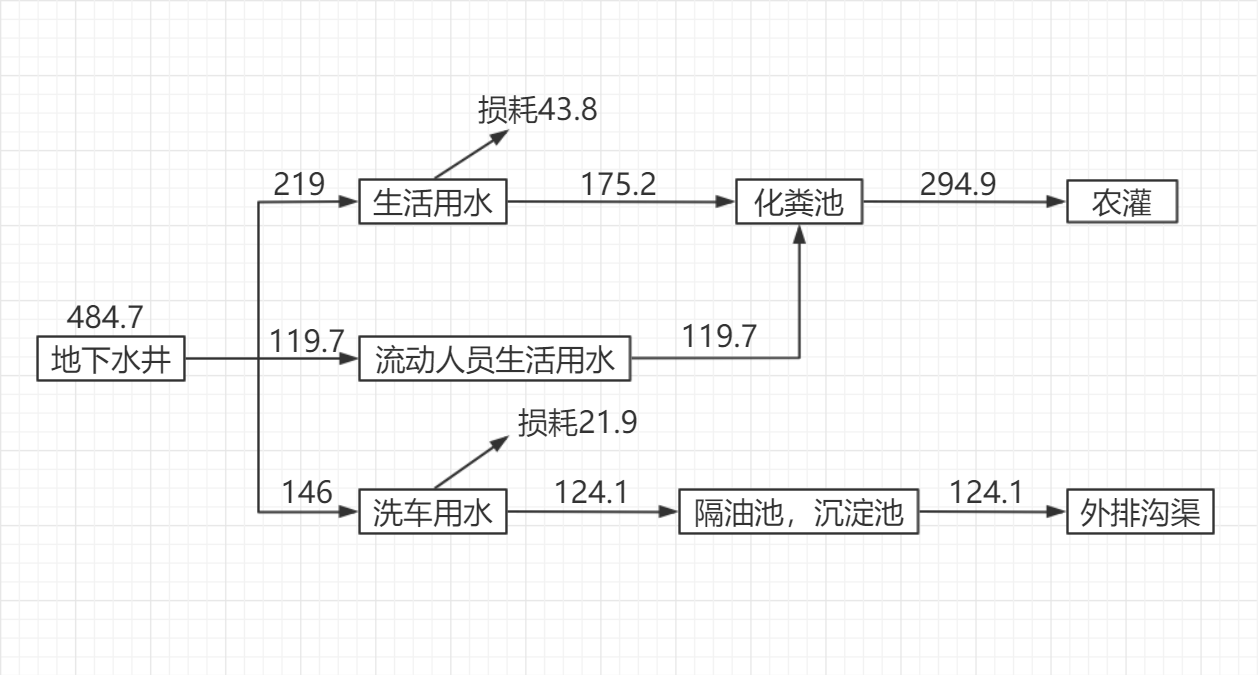 损耗43.8
219
生活用水
175.2
化粪池
294.9
农灌
484.7
地下水井
119.7
流动人员生活用水
119.7
损耗21.9
146
洗车用水
124.1
隔油池，沉淀池
124.1
外排沟渠